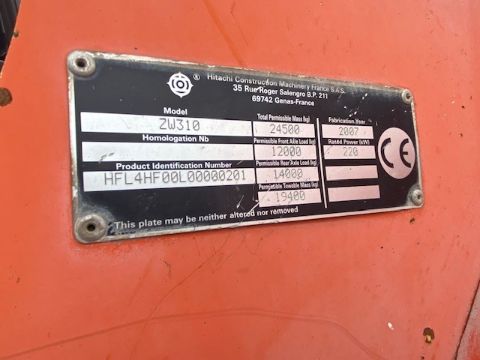 ® Hitachi Construction Machinery France S.A.S.
35 Rue Roger Salengro B.P. 211
69742 Genas-France
Model
ZW310
Homologation Nb
Product Identification Number
HFL4HF00L00000201
Total Permissible Mass (kg)
24500
Permissible Front Axle Load (kg)
12000
Permissible Rear Axle Load (kg)
14000
Permissible Towable Mass (kg)
19400
Fabrication Year
2007
Rated Power (kW)
220
CE
This plate may be neither altered nor removed